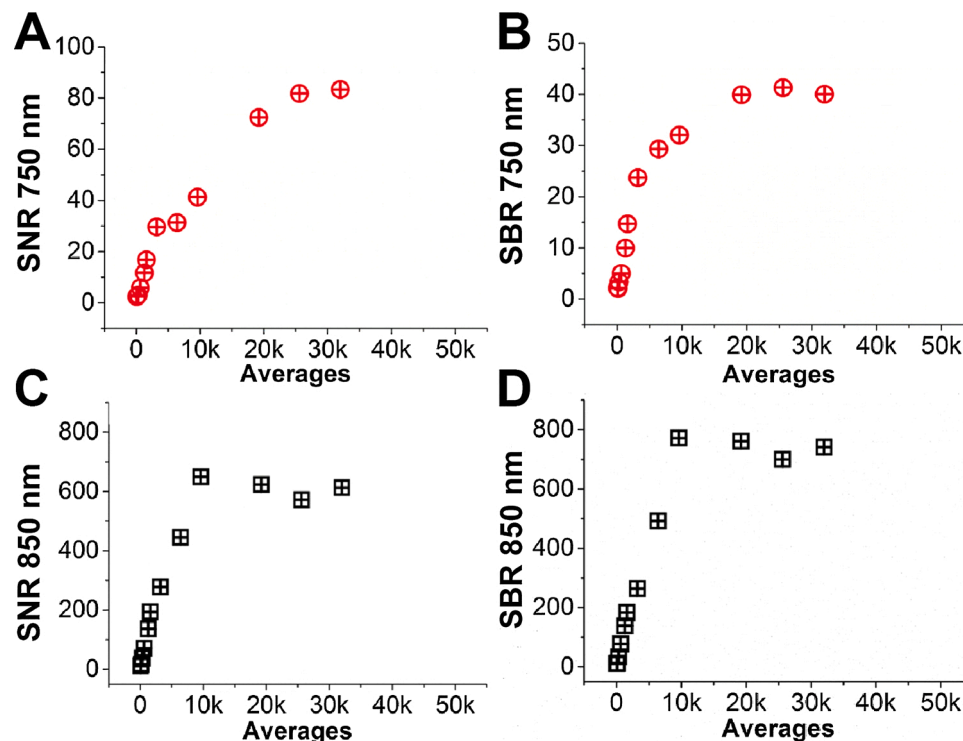 A
SNR 750 nm
100
80
60
40
20
0
0 10k 20k 30k 40k 50k
Averages
B
SBR 750 nm
50
40
30
20
10
0
0 10k 20k 30k 40k 50k
Averages
C
SNR 850 nm
800
600
400
200
0
0 10k 20k 30k 40k 50k
Averages
D
SBR 850 nm
800
600
400
200
0
0 10k 20k 30k 40k 50k
Averages